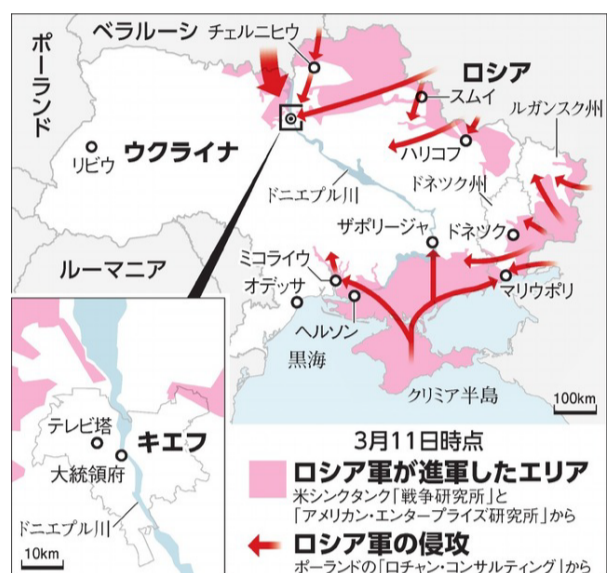 ベラルーシ
チェルニヒウ
ポーランド
ロシア
スムイ
ルガンスク州
ウクライナ
リビウ
ハリコフ
ドニエプル川
ドネツク州
ザポリージャ
ドネツク
ミコライウ
ルーマニア
オデッサ
マリウポリ
ヘルソン
黒海
クリミア半島
100km
テレビ塔
キエフ
大統領府
ドニエプル川
10km
3月11日時点
ロシア軍が進軍したエリア
米シンクタンク「戦争研究所」と
「アメリカン・エンタープライズ研究所」から
ロシア軍の侵攻
ポーランドの「ロチャン・コンサルティング」から